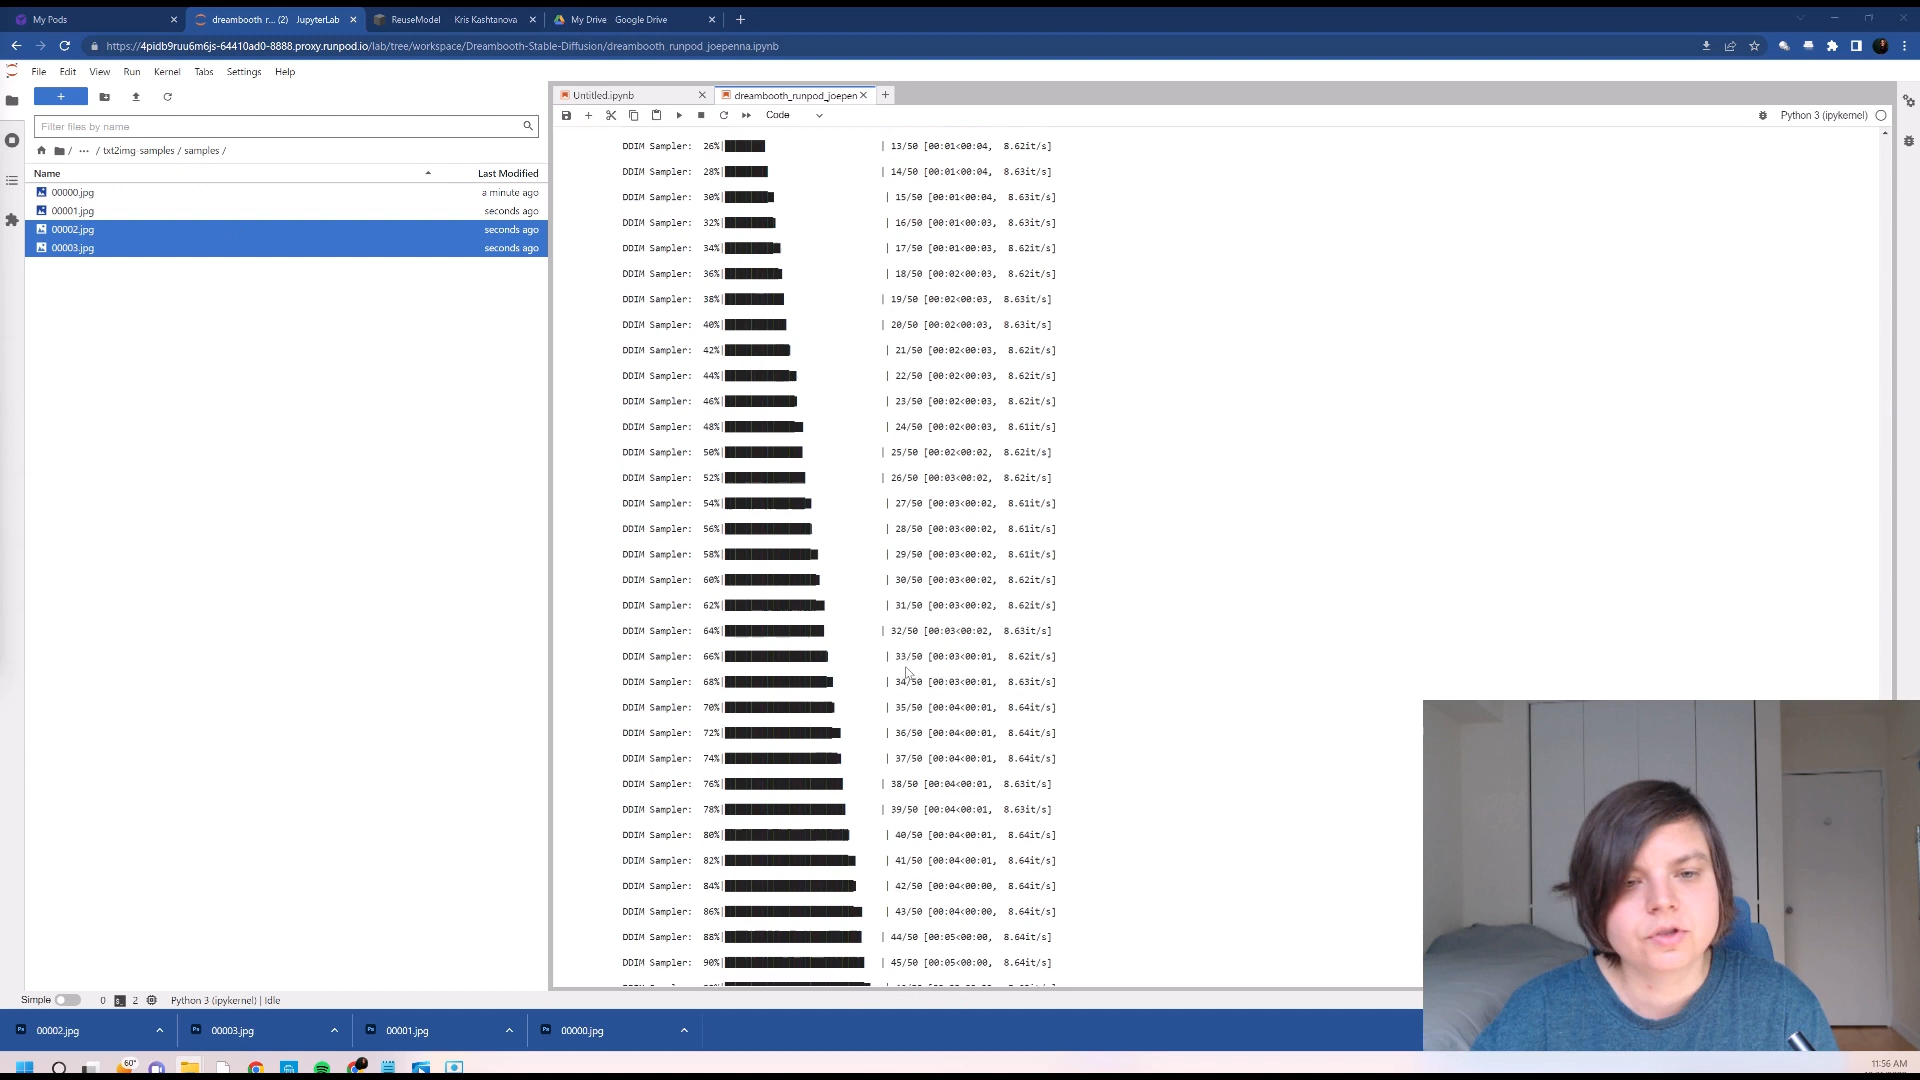 My Pods
dreambooth_r... (2) JupyterLab
ReuseModel Kris Kashtanova
My Drive Google Drive
https://4pidb9ruu6m6js-64410ad0-8888.proxy.runpod.io/lab/tree/workspace/Dreambooth-Stable-Diffusion/dreambooth_runpod_joepenna.ipynb
File Edit View Run Kernel Tabs Settings Help
Untitled.ipynb
dreambooth_runpod_joepen
Code
Python 3 (ipykernel)
Filter files by name
/ ··· / txt2img-samples / samples /
Name Last Modified
00000.jpg a minute ago
00001.jpg seconds ago
00002.jpg seconds ago
00003.jpg seconds ago
DDIM Sampler: 26%| | 13/50 [00:01<00:04, 8.62it/s]
DDIM Sampler: 28%| | 14/50 [00:01<00:04, 8.63it/s]
DDIM Sampler: 30%| | 15/50 [00:01<00:04, 8.63it/s]
DDIM Sampler: 32%| | 16/50 [00:01<00:03, 8.63it/s]
DDIM Sampler: 34%| | 17/50 [00:01<00:03, 8.62it/s]
DDIM Sampler: 36%| | 18/50 [00:02<00:03, 8.62it/s]
DDIM Sampler: 38%| | 19/50 [00:02<00:03, 8.63it/s]
DDIM Sampler: 40%| | 20/50 [00:02<00:03, 8.63it/s]
DDIM Sampler: 42%| | 21/50 [00:02<00:03, 8.62it/s]
DDIM Sampler: 44%| | 22/50 [00:02<00:03, 8.62it/s]
DDIM Sampler: 46%| | 23/50 [00:02<00:03, 8.62it/s]
DDIM Sampler: 48%| | 24/50 [00:02<00:03, 8.61it/s]
DDIM Sampler: 50%| | 25/50 [00:02<00:02, 8.62it/s]
DDIM Sampler: 52%| | 26/50 [00:03<00:02, 8.62it/s]
DDIM Sampler: 54%| | 27/50 [00:03<00:02, 8.61it/s]
DDIM Sampler: 56%| | 28/50 [00:03<00:02, 8.61it/s]
DDIM Sampler: 58%| | 29/50 [00:03<00:02, 8.61it/s]
DDIM Sampler: 60%| | 30/50 [00:03<00:02, 8.61it/s]
DDIM Sampler: 62%| | 31/50 [00:03<00:02, 8.62it/s]
DDIM Sampler: 64%| | 32/50 [00:03<00:02, 8.63it/s]
DDIM Sampler: 66%| | 33/50 [00:03<00:01, 8.62it/s]
DDIM Sampler: 68%| | 34/50 [00:03<00:01, 8.63it/s]
DDIM Sampler: 70%| | 35/50 [00:04<00:01, 8.64it/s]
DDIM Sampler: 72%| | 36/50 [00:04<00:01, 8.64it/s]
DDIM Sampler: 74%| | 37/50 [00:04<00:01, 8.64it/s]
DDIM Sampler: 76%| | 38/50 [00:04<00:01, 8.63it/s]
DDIM Sampler: 78%| | 39/50 [00:04<00:01, 8.63it/s]
DDIM Sampler: 80%| | 40/50 [00:04<00:01, 8.64it/s]
DDIM Sampler: 82%| | 41/50 [00:04<00:01, 8.64it/s]
DDIM Sampler: 84%| | 42/50 [00:04<00:00, 8.64it/s]
DDIM Sampler: 86%| | 43/50 [00:04<00:00, 8.64it/s]
DDIM Sampler: 88%| | 44/50 [00:05<00:00, 8.64it/s]
DDIM Sampler: 90%| | 45/50 [00:05<00:00, 8.64it/s]
Simple 0 2 Python 3 (ipykernel) | Idle
00002.jpg
00003.jpg
00001.jpg
00000.jpg
60°
11:56 AM